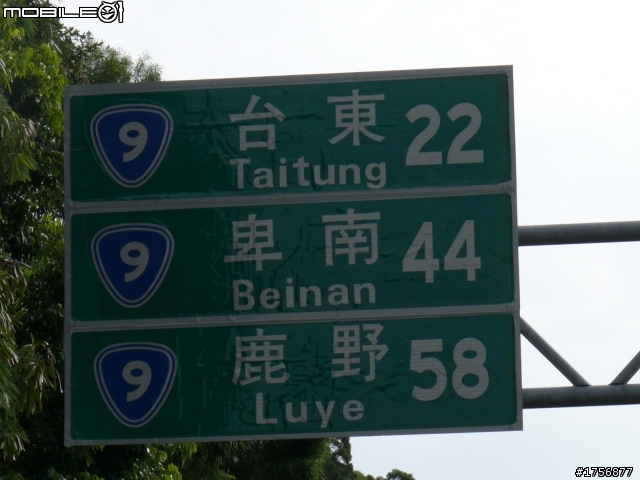 MOBILE01
9 台東 22
Taitung
9 卑南 44
Beinan
9 鹿野 58
Luye
#1756877